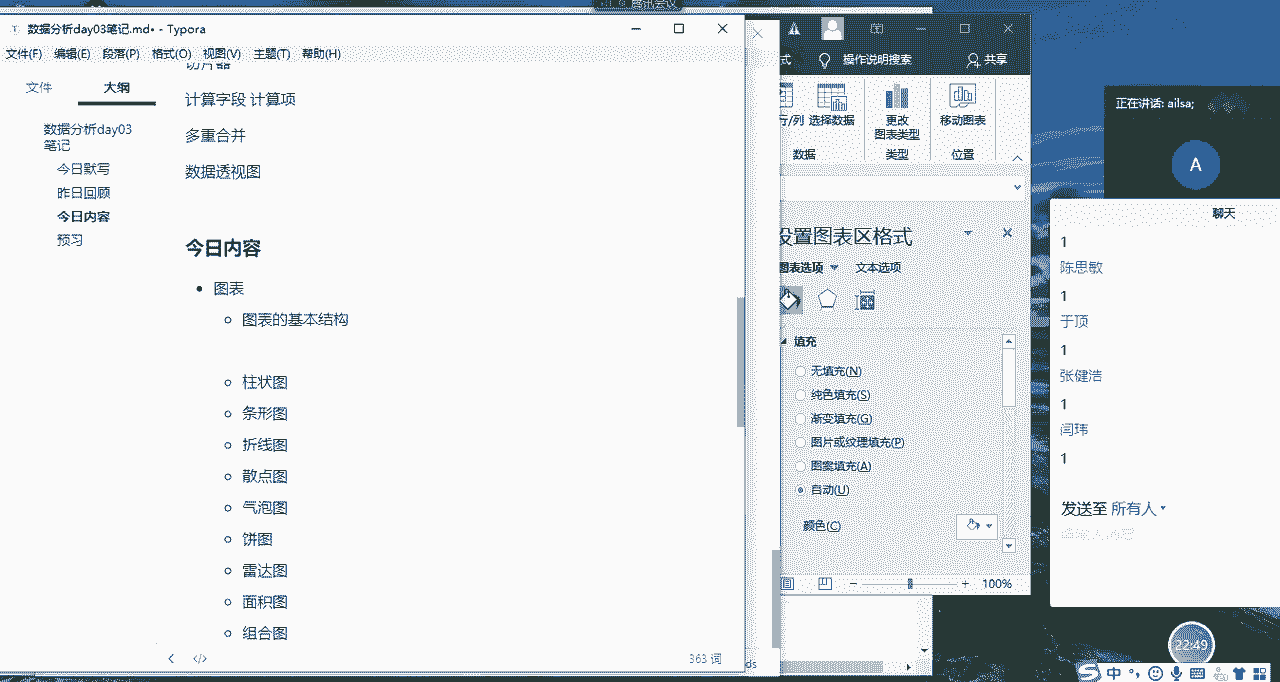 腾讯会议
数据分析day03笔记.md• - Typora
文件(F) 编辑(E) 段落(P) 格式(O) 视图(V) 主题(T) 帮助(H)
文件 大纲
数据分析day03
笔记
今日默写
昨日回顾
今日内容
预习
切片器
计算字段 计算项
多重合并
数据透视图
今日内容
图表
图表的基本结构
柱状图
条形图
折线图
散点图
气泡图
饼图
雷达图
面积图
组合图
363 词
式 操作说明搜索 共享
行/列 选择数据
更改
图表类型
移动图表
数据 类型 位置
设置图表区格式
图表选项 文本选项
填充
无填充(N)
纯色填充(S)
渐变填充(G)
图片或纹理填充(P)
图案填充(A)
自动(U)
颜色(C)
100%
ds
正在讲话: ailsa;
A
聊天
1
陈思敏
1
于顶
1
张健浩
1
闫玮
1
发送至 所有人
22:49
中